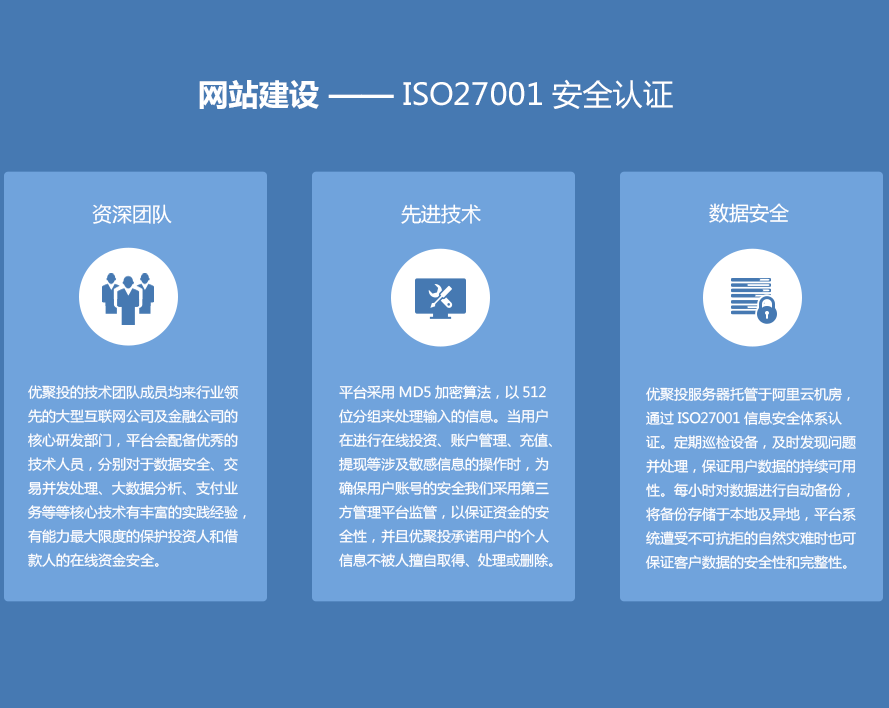 网站建设 —— ISO27001 安全认证
资深团队
优聚投的技术团队成员均来行业领
先的大型互联网公司及金融公司的
核心研发部门，平台会配备优秀的
技术人员，分别对于数据安全、交
易并发处理、大数据分析、支付业
务等等核心技术有丰富的实践经验，
有能力最大限度的保护投资人和借
款人的在线资金安全。
先进技术
平台采用 MD5 加密算法，以 512
位分组来处理输入的信息。当用户
在进行在线投资、账户管理、充值、
提现等涉及敏感信息的操作时，为
确保用户账号的安全我们采用第三
方管理平台监管，以保证资金的安
全性，并且优聚投承诺用户的个人
信息不被人擅自取得、处理或删除。
数据安全
优聚投服务器托管于阿里云机房，
通过 ISO27001 信息安全体系认
证。定期巡检设备，及时发现问题
并处理，保证用户数据的持续可用
性。每小时对数据进行自动备份，
将备份存储于本地及异地，平台系
统遭受不可抗拒的自然灾难时也可
保证客户数据的安全性和完整性。